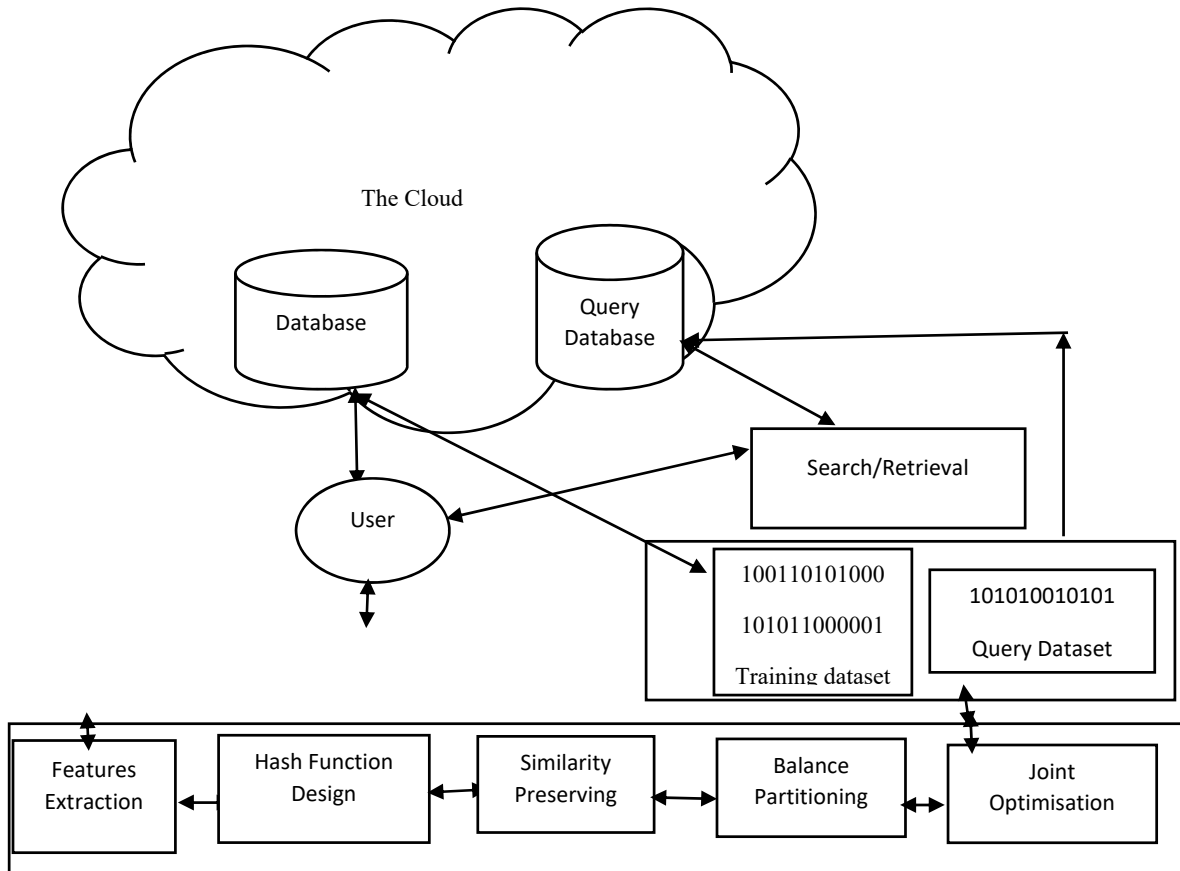 The Cloud
Database
Query
Database
Search/Retrieval
User
100110101000
101011000001
Training dataset
101010010101
Query Dataset
Features
Extraction
Hash Function
Design
Similarity
Preserving
Balance
Partitioning
Joint
Optimisation